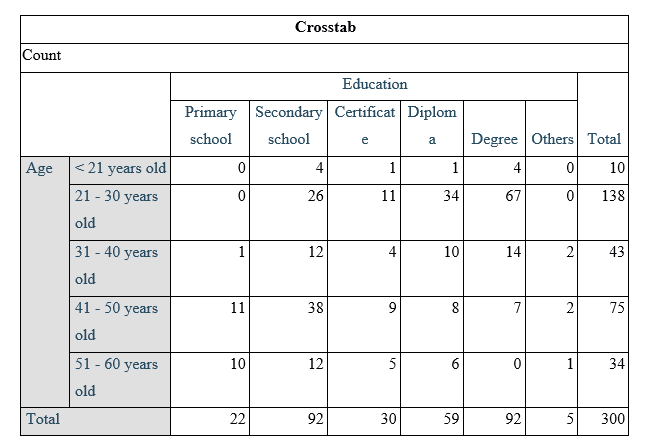 Crosstab
Count
Education
Primary school Secondary school Certificat e Diplom a Degree Others Total
Age < 21 years old 0 4 1 1 4 0 10
21 - 30 years old 0 26 11 34 67 0 138
31 - 40 years old 1 12 4 10 14 2 43
41 - 50 years old 11 38 9 8 7 2 75
51 - 60 years old 10 12 5 6 0 1 34
Total 22 92 30 59 92 5 300